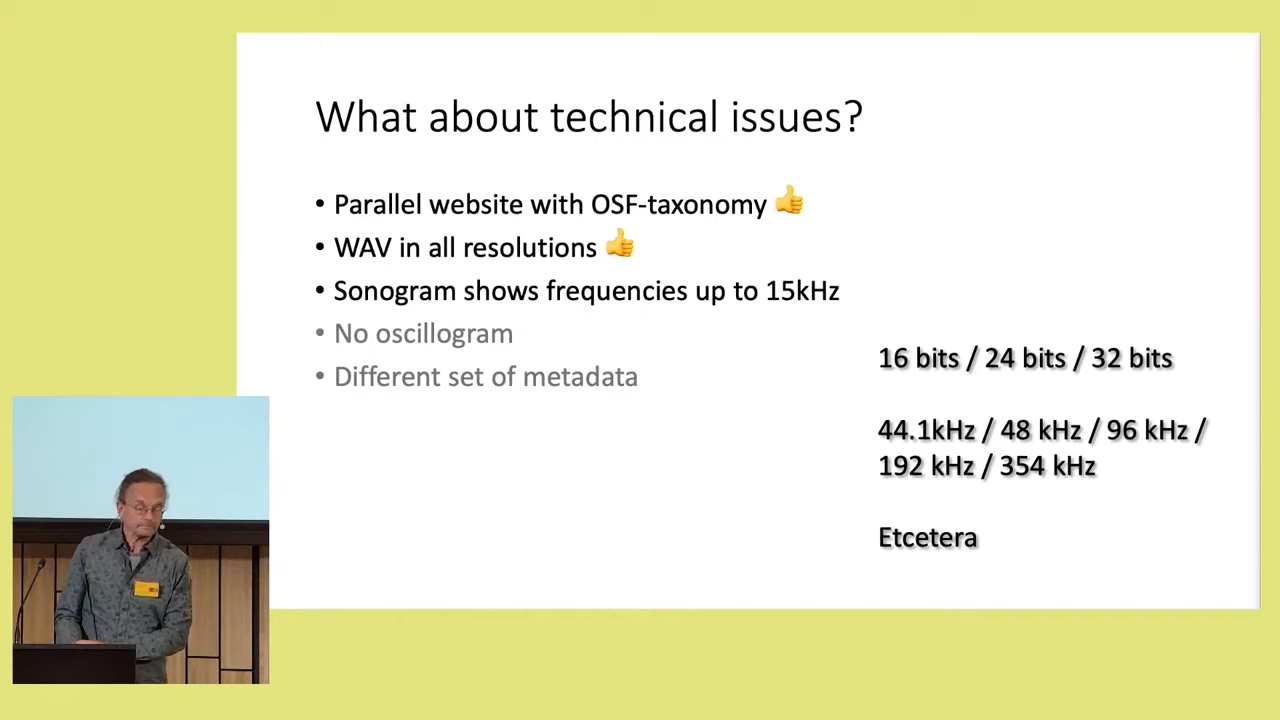 What about technical issues?
• Parallel website with OSF-taxonomy 👍
• WAV in all resolutions 👍
• Sonogram shows frequencies up to 15kHz
• No oscillogram
• Different set of metadata
16 bits / 24 bits / 32 bits
44.1kHz / 48 kHz / 96 kHz /
192 kHz / 354 kHz
Etcetera